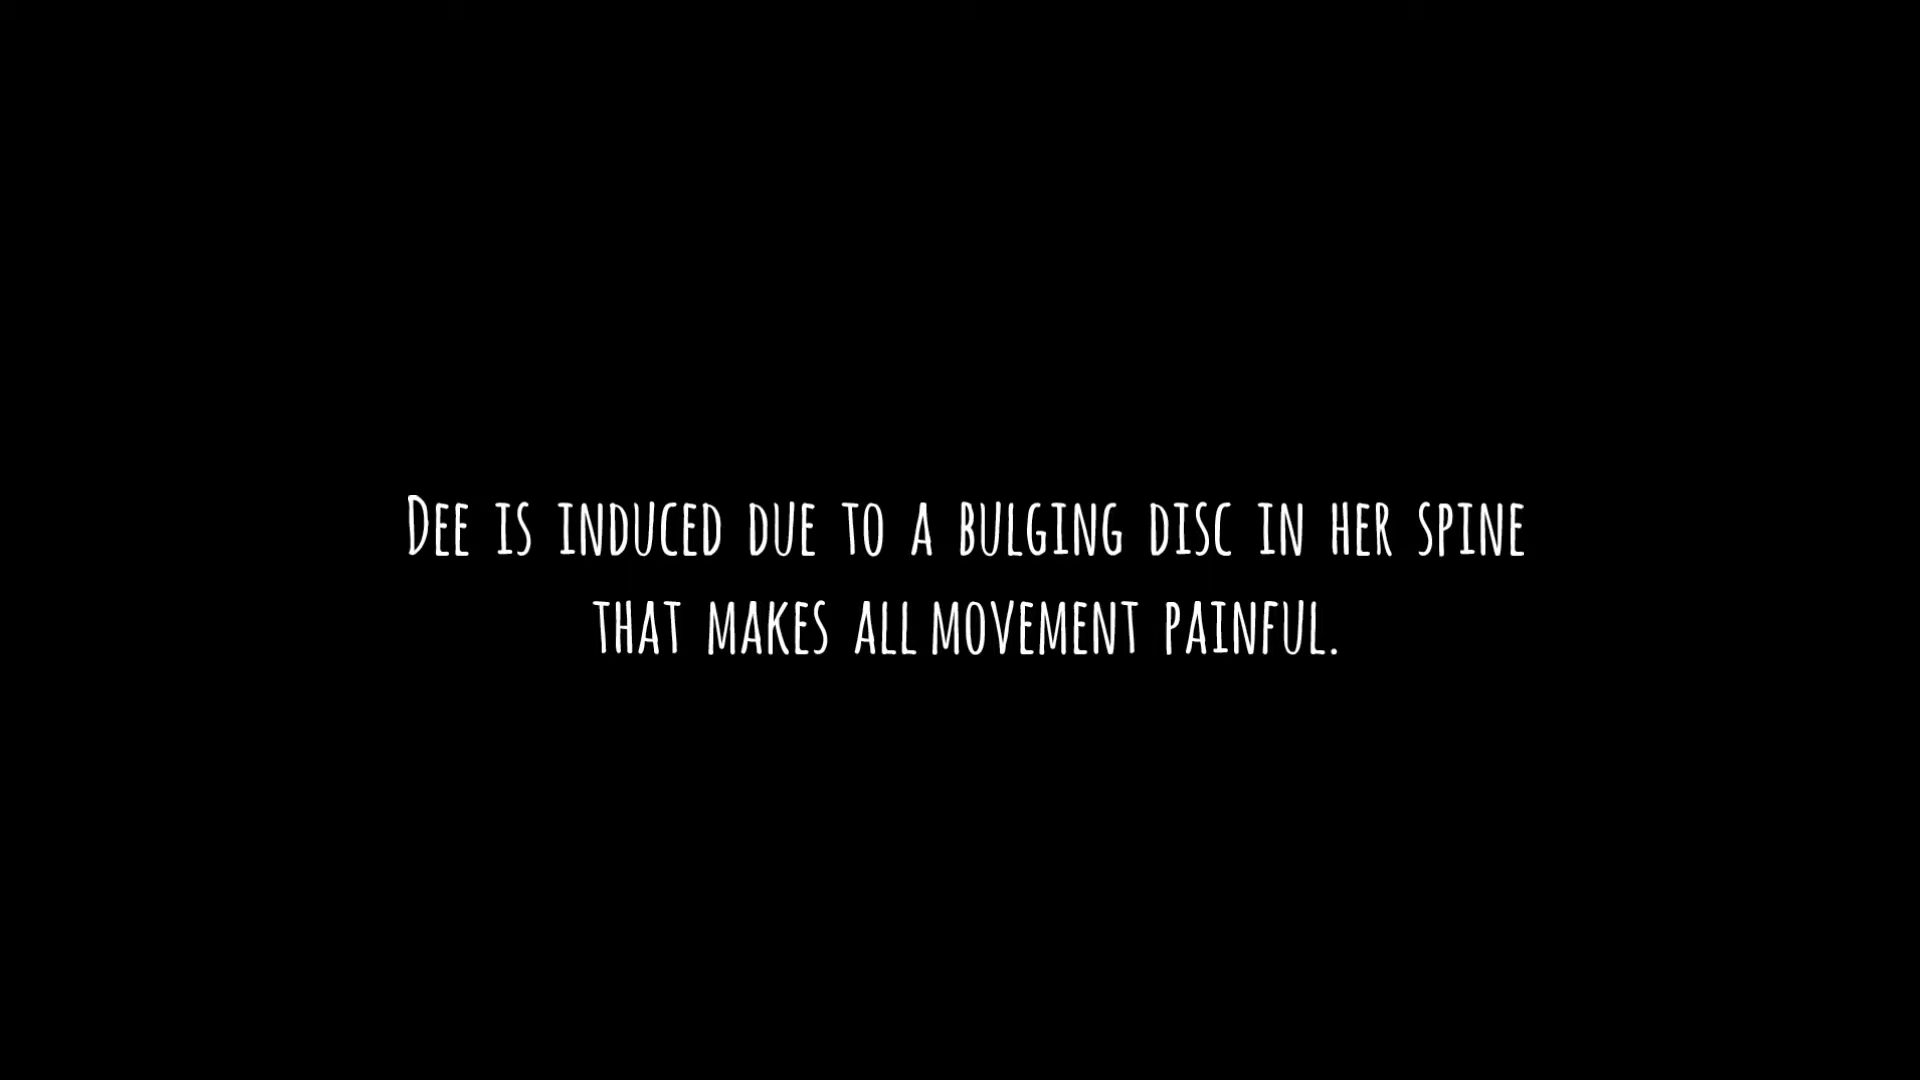 Dee is induced due to a bulging disc in her spine
that makes all movement painful.